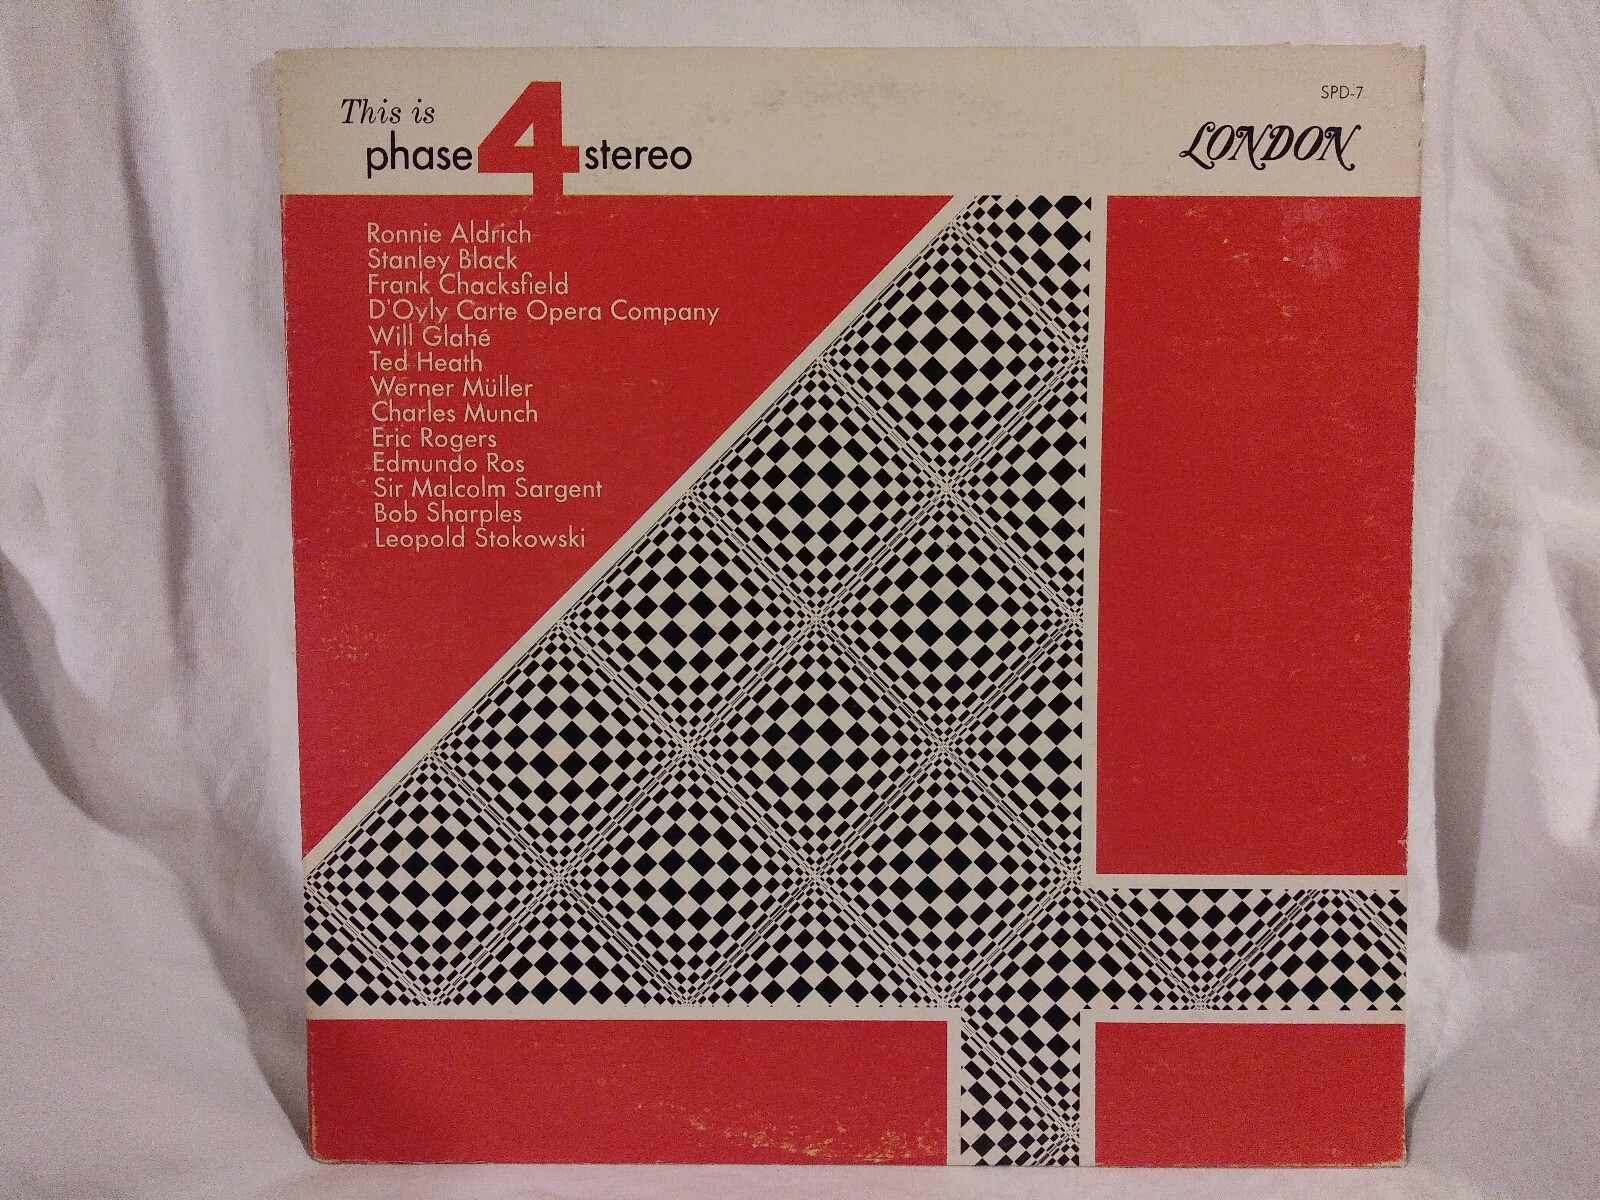 This is
phase 4 stereo
SPD-7
LONDON
Ronnie Aldrich
Stanley Black
Frank Chacksfield
D'Oyly Carte Opera Company
Will Glahé
Ted Heath
Werner Müller
Charles Munch
Eric Rogers
Edmundo Ros
Sir Malcolm Sargent
Bob Sharples
Leopold Stokowski